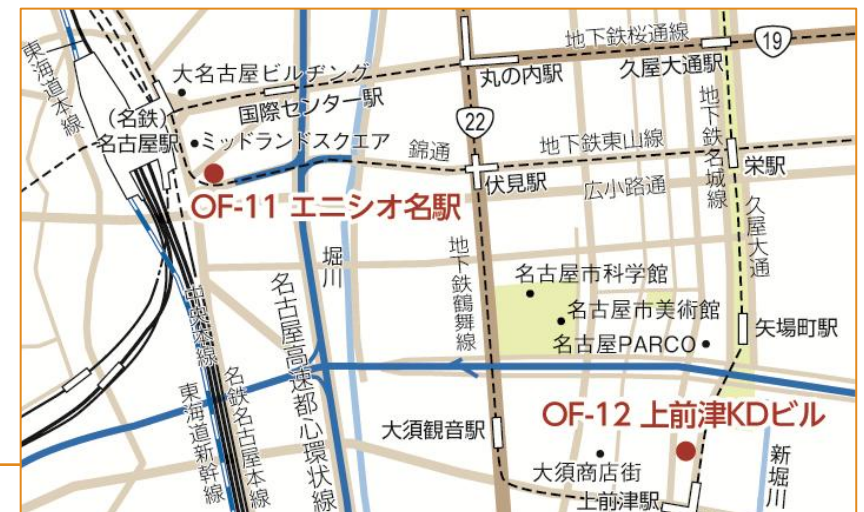 地下鉄桜通線
19
東海道本線
大名古屋ビルヂング
丸の内駅
久屋大通駅
国際センター駅
(名鉄)
名古屋駅
ミッドランドスクエア
22
錦通
地下鉄東山線
地下鉄名城線
栄駅
伏見駅
広小路通
OF-11 エニシオ名駅
久屋大通
堀川
地下鉄鶴舞線
名古屋市科学館
中央本線
名古屋高速都心環状線
名古屋市美術館
矢場町駅
名古屋PARCO
東海道新幹線
名鉄名古屋本線
OF-12 上前津KDビル
大須観音駅
大須商店街
新堀川
上前津駅